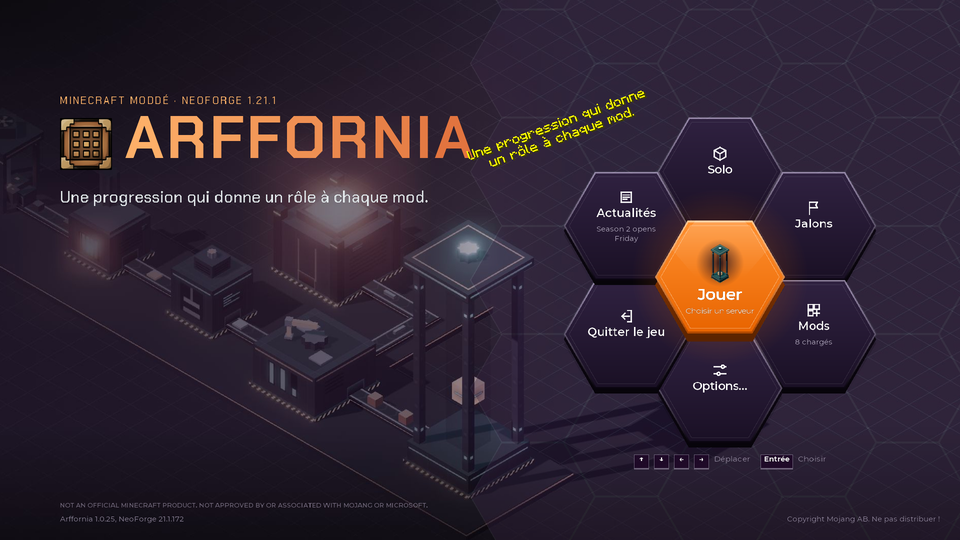 MINECRAFT MODDÉ · NEOFORGE 1.21.1
ARFFORNIA
Une progression qui donne un rôle à chaque mod.
Une progression qui donne
un rôle à chaque mod.
Solo
Actualités
Season 2 opens
Friday
Jalons
Jouer
Choisir un serveur
Quitter le jeu
Mods
8 chargés
Options...
Déplacer
Entrée
Choisir
NOT AN OFFICIAL MINECRAFT PRODUCT. NOT APPROVED BY OR ASSOCIATED WITH MOJANG OR MICROSOFT.
Arffornia 1.0.25, NeoForge 21.1.172
Copyright Mojang AB. Ne pas distribuer !